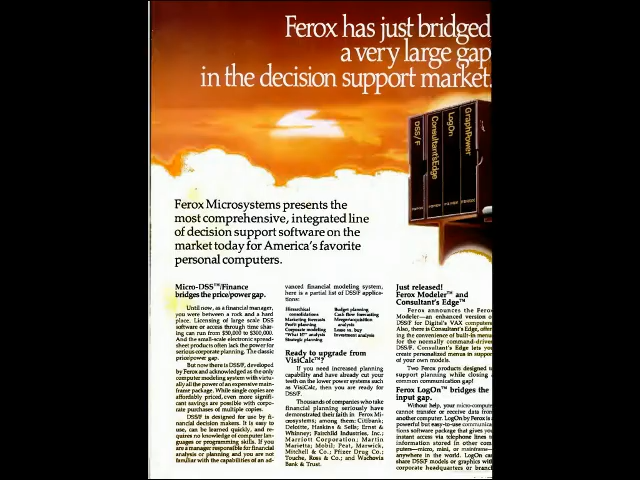 Ferox has just bridged
a very large gap
in the decision support market.
DSS/F
Consultant'sEdge
LogOn
GraphPower
Ferox Microsystems presents the
most comprehensive, integrated line
of decision support software on the
market today for America's favorite
personal computers.
Micro-DSS™/Finance
bridges the price/power gap.
Until now, as a financial manager,
you were between a rock and a hard
place. Licensing of large scale DSS
software or access through time shar-
ing can run from $50,000 to $300,000.
And the small-scale electronic spread-
sheet products often lack the power for
serious corporate planning. The classic
price/power gap.
But now there is DSS/F, developed
by Ferox and acknowledged as the only
computer modeling system with virtu-
ally all the power of an expensive main-
frame package. While single copies are
affordably priced, even more signifi-
cant savings are possible with corpo-
rate purchases of multiple copies.
DSS/F is designed for use by fi-
nancial decision makers. It is easy to
use, can be learned quickly, and re-
quires no knowledge of computer lan-
guages or programming skills. If you
are a manager responsible for financial
analysis or planning and you are not
familiar with the capabilities of an ad-
vanced financial modeling system,
here is a partial list of DSS/F applica-
tions:
Hierarchical
consolidations
Marketing forecasts
Profit planning
Corporate modeling
"What If?" analysis
Strategic planning
Budget planning
Cash flow forecasting
Merger/acquisition
analysis
Lease vs. buy
Investment analysis
Ready to upgrade from
VisiCalc™?
If you need increased planning
capability and have already cut your
teeth on the lower power systems such
as VisiCalc, then you are ready for
DSS/F.
Thousands of companies who take
financial planning seriously have
demonstrated their faith in Ferox Mi-
crosystems; among them: Citibank;
Deloitte, Haskins & Sells; Ernst &
Whinney; Fairchild Industries, Inc.;
Marriott Corporation; Martin
Marietta; Mobil; Peat, Marwick,
Mitchell & Co.; Pfizer Drug Co.;
Touche, Ross & Co.; and Wachovia
Bank & Trust.
Just released!
Ferox Modeler™ and
Consultant's Edge™
Ferox announces the Ferox
Modeler—an enhanced version o
DSS/F for Digital's VAX computers
Also, there is Consultant's Edge, offer
ing the convenience of built-in menus
for the normally command-driven
DSS/F. Consultant's Edge lets you
create personalized menus in support
of your models.
Two Ferox products designed t
support planning while closing
common communication gap!
Ferox LogOn™ bridges the
input gap.
Without help, your micro-compute
cannot transfer or receive data from
another computer. LogOn by Ferox is
powerful but easy-to-use communica
tions software package that gives you
instant access via telephone lines t
information stored in other com
puters—micro, mini, or mainframe—
anywhere in the world. LogOn can
share DSS/F models or graphics with
corporate headquarters or branch